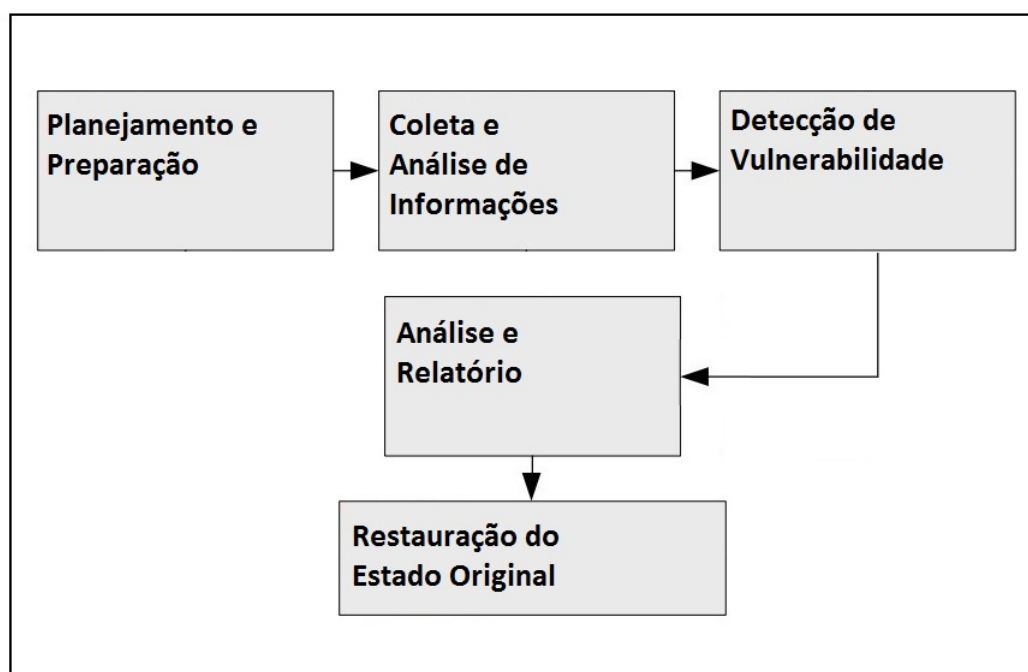 Planejamento e
Preparação
Coleta e
Análise de
Informações
Detecção de
Vulnerabilidade
Análise e
Relatório
Restauração do
Estado Original